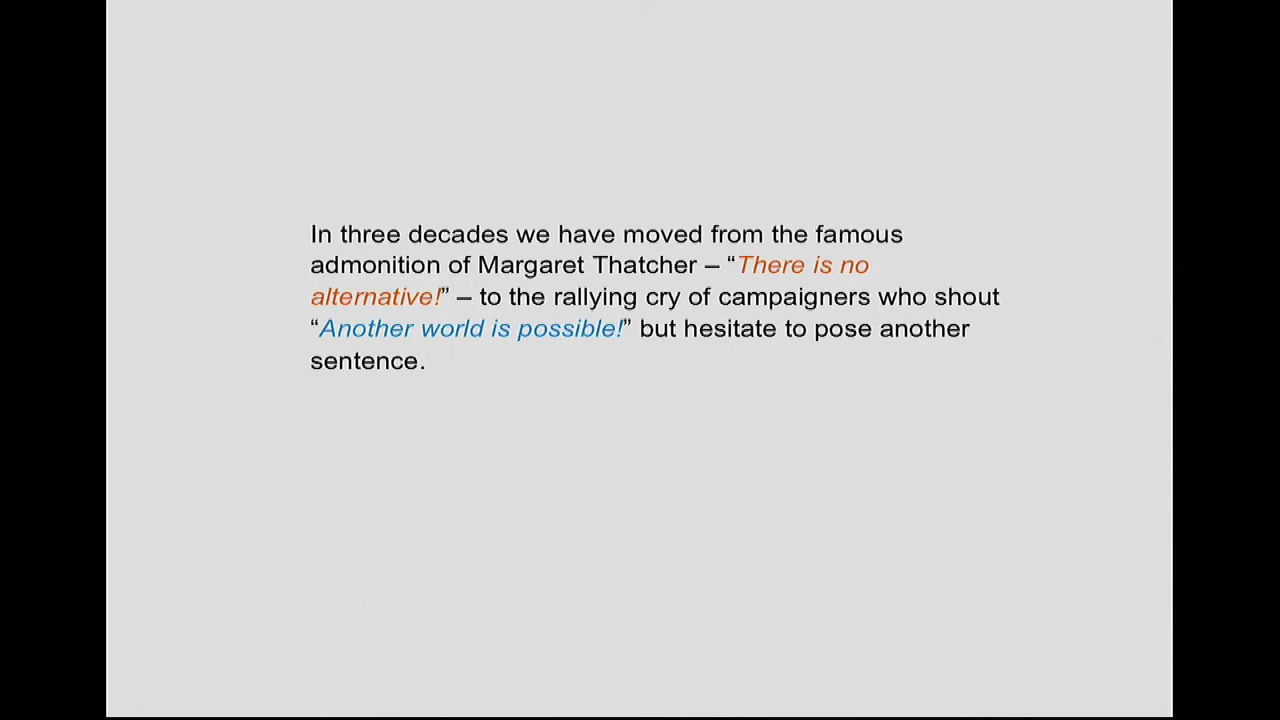 In three decades we have moved from the famous
admonition of Margaret Thatcher – “There is no
alternative!” – to the rallying cry of campaigners who shout
“Another world is possible!” but hesitate to pose another
sentence.